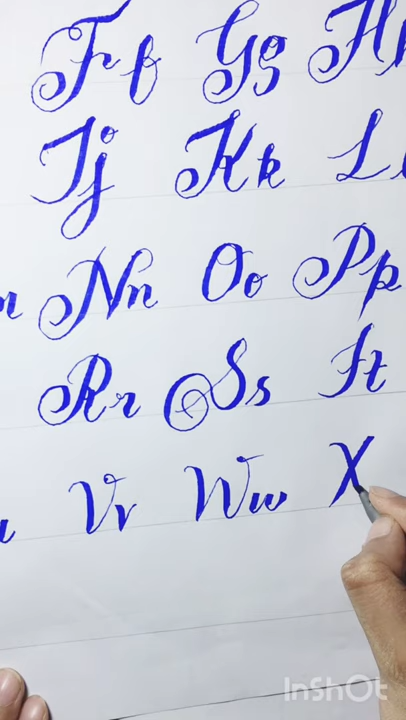 Ff Gg H
Jj Kk L
n Nn Oo Pp
Rr Ss Tt
u Vv Ww X
InShOt